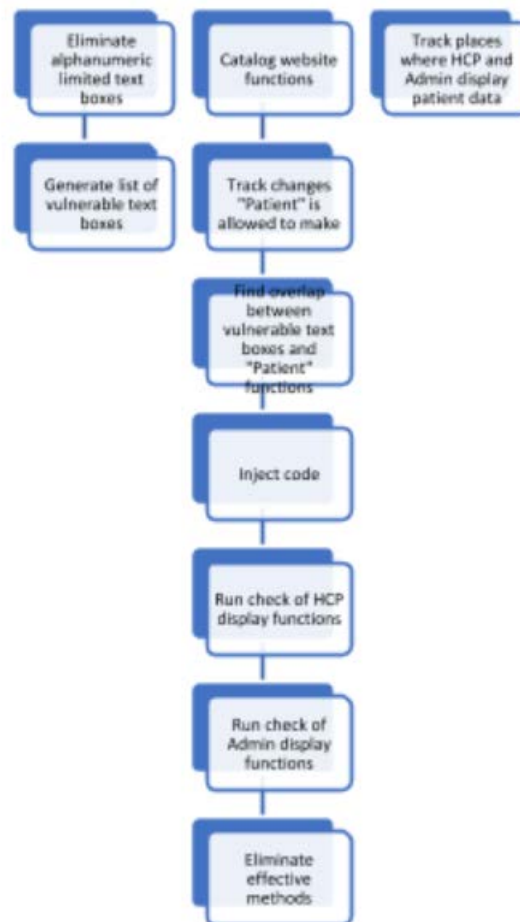 Eliminate
alphanumeric
limited text
boxes
Generate list of
vulnerable text
boxes
Catalog website
functions
Track changes
"Patient" is
allowed to make
Find overlap
between
vulnerable text
boxes and
"Patient"
functions
Inject code
Run check of HCP
display functions
Run check of
Admin display
functions
Eliminate
effective
methods
Track places
where HCP and
Admin display
patient data